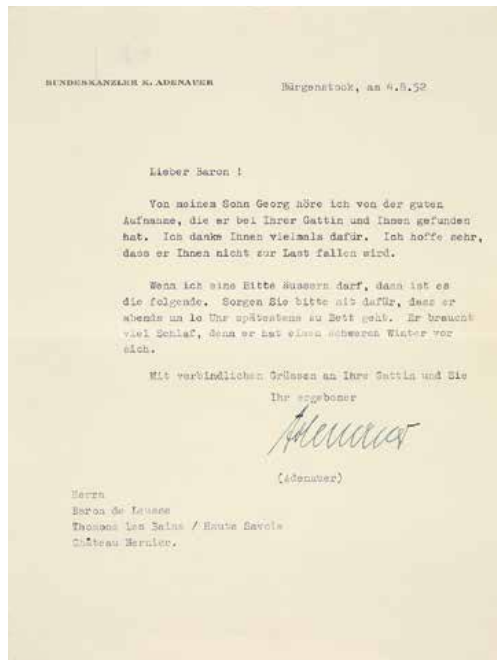 BUNDESKANZLER K. ADENAUER
Bürgenstock, am 4.8.52
Lieber Baron !
Von meinem Sohn Georg höre ich von der guten
Aufnahme, die er bei Ihrer Gattin und Ihnen gefunden
hat. Ich danke Ihnen vielmals dafür. Ich hoffe sehr,
dass er Ihnen nicht zur Last fallen wird.
Wenn ich eine Bitte äussern darf, dann ist es
die folgende. Sorgen Sie bitte mit dafür, dass er
abends um 10 Uhr spätestens zu Bett geht. Er braucht
viel Schlaf, denn er hat einen schweren Winter vor
sich.
Mit verbindlichen Grüssen an Ihre Gattin und Sie
Ihr ergebener
Adenauer
(Adenauer)
Herrn
Baron de
Les Bains / Haute Savoie
Château